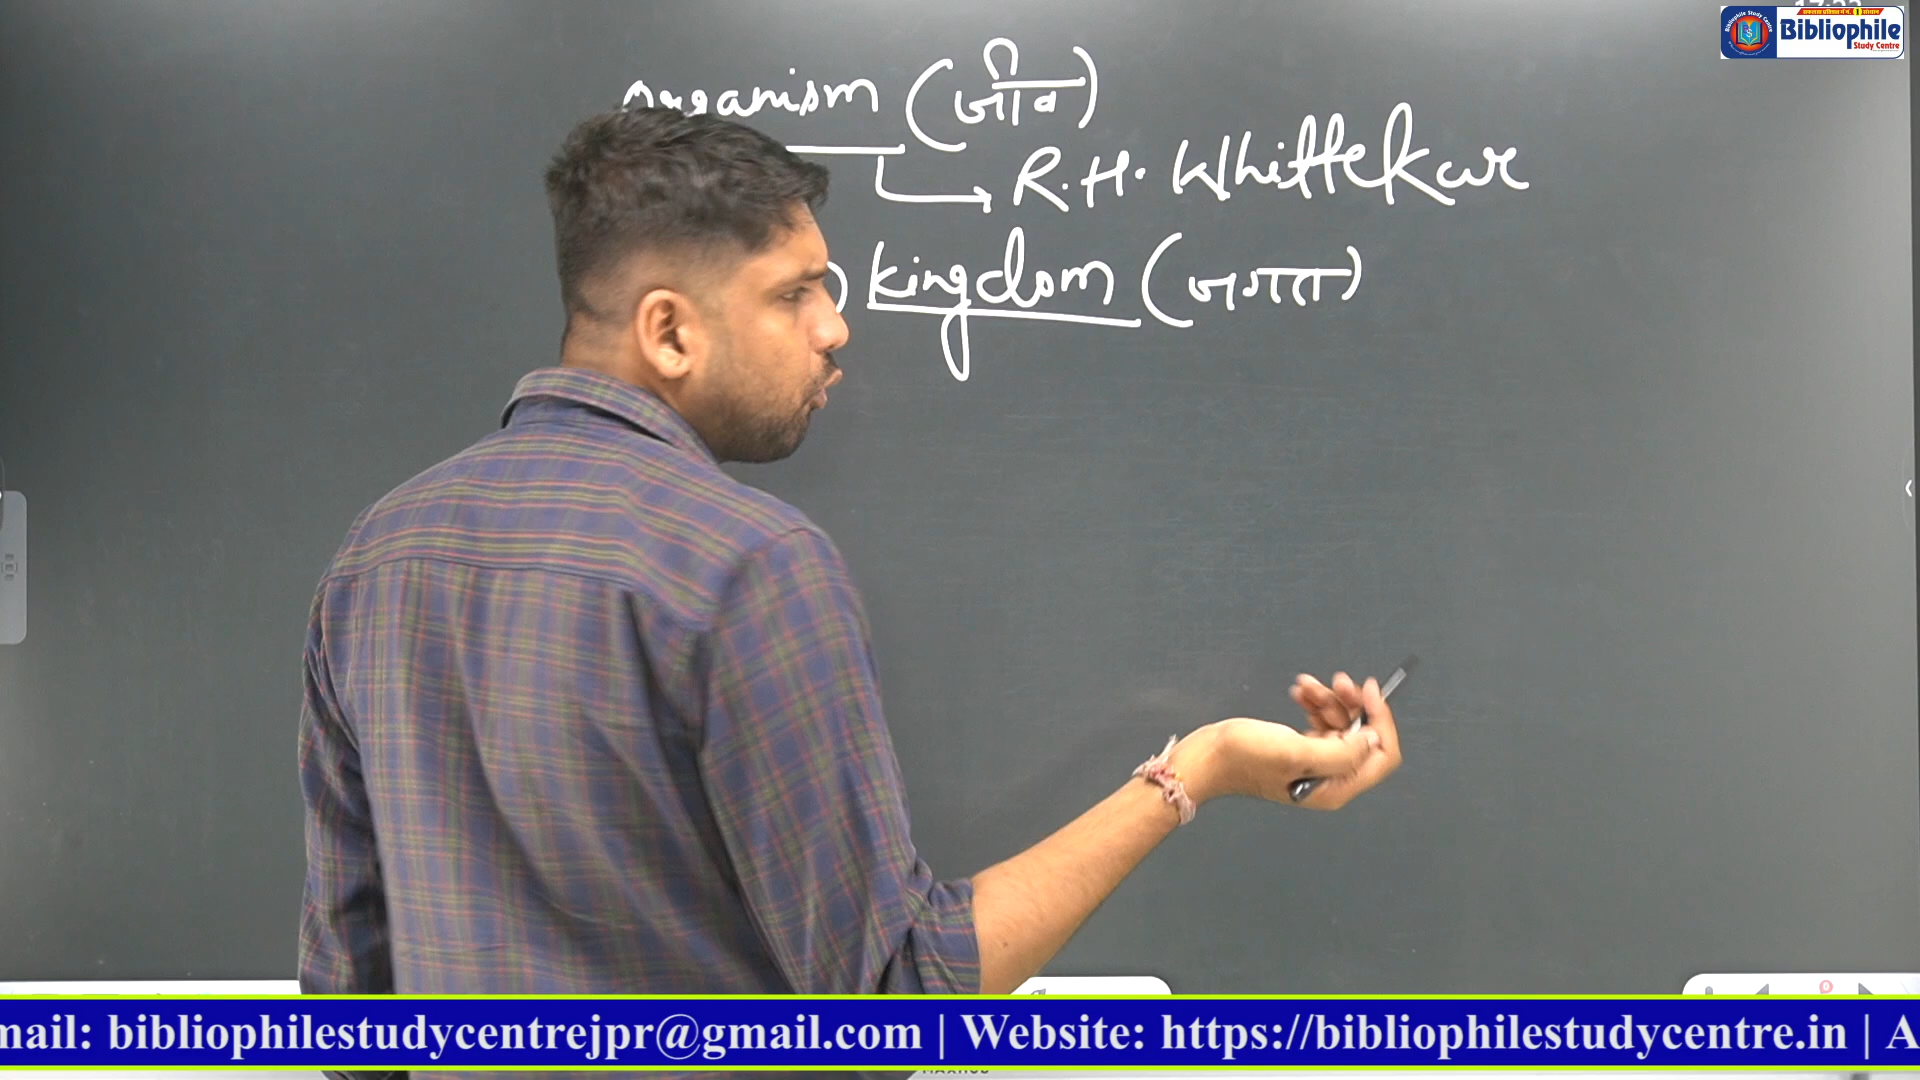 organism (जीव)
R.H. Whittekar
) kingdom (जगत)
Bibliophile
Study Centre
mail: bibliophilestudycentrejpr@gmail.com | Website: https://bibliophilestudycentre.in | A